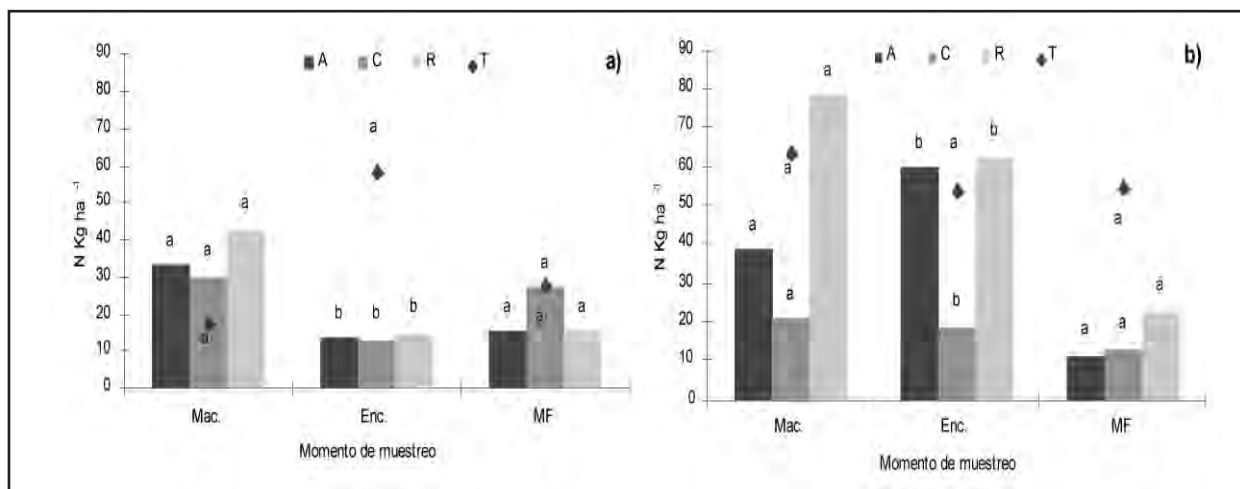 A C R T
a)
90
80
70
60
50
40
30
20
10
0
N Kg ha ⁻¹
a a a a
b b b a
a a a a
Mac. Enc. MF
Momento de muestreo
A C R T
b)
90
80
70
60
50
40
30
20
10
0
N Kg ha ⁻¹
a a a a
b b a b
a a a a
Mac. Enc. MF
Momento de muestreo